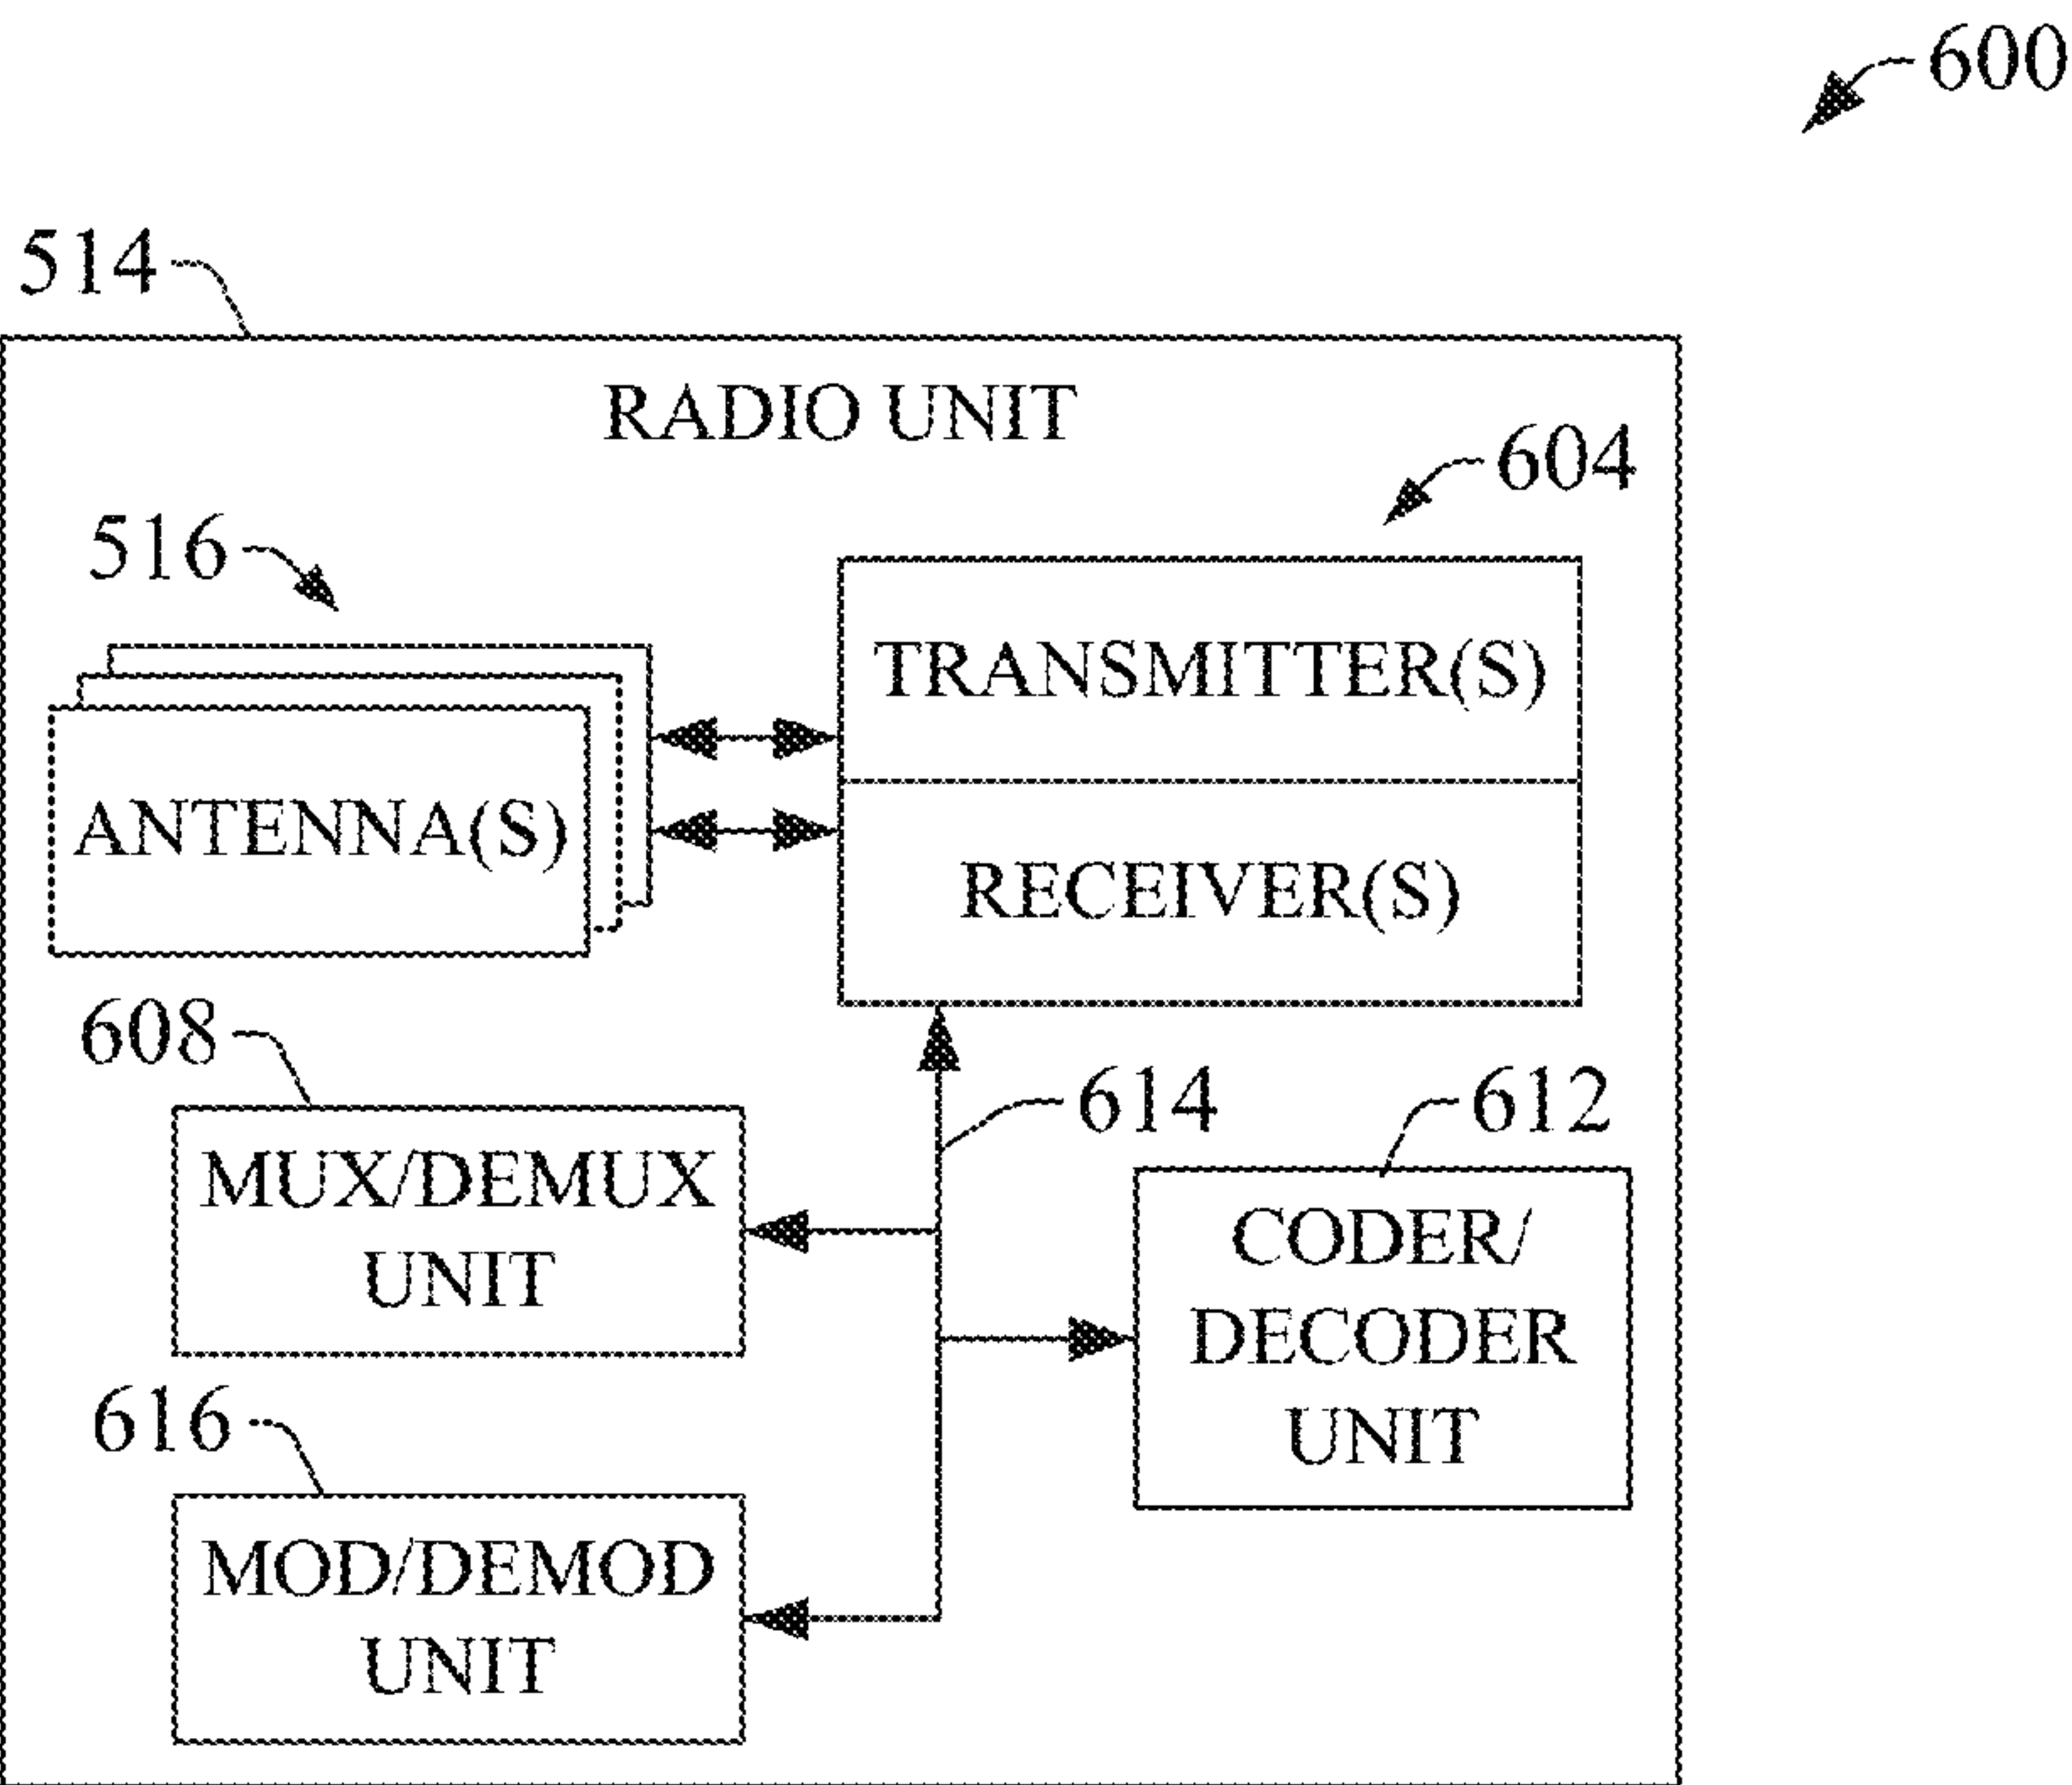 600
514
RADIO UNIT
604
516
TRANSMITTER(S)
ANTENNA(S)
RECEIVER(S)
608
614
612
MUX/DEMUX
UNIT
CODER/
DECODER
UNIT
616
MOD/DEMOD
UNIT